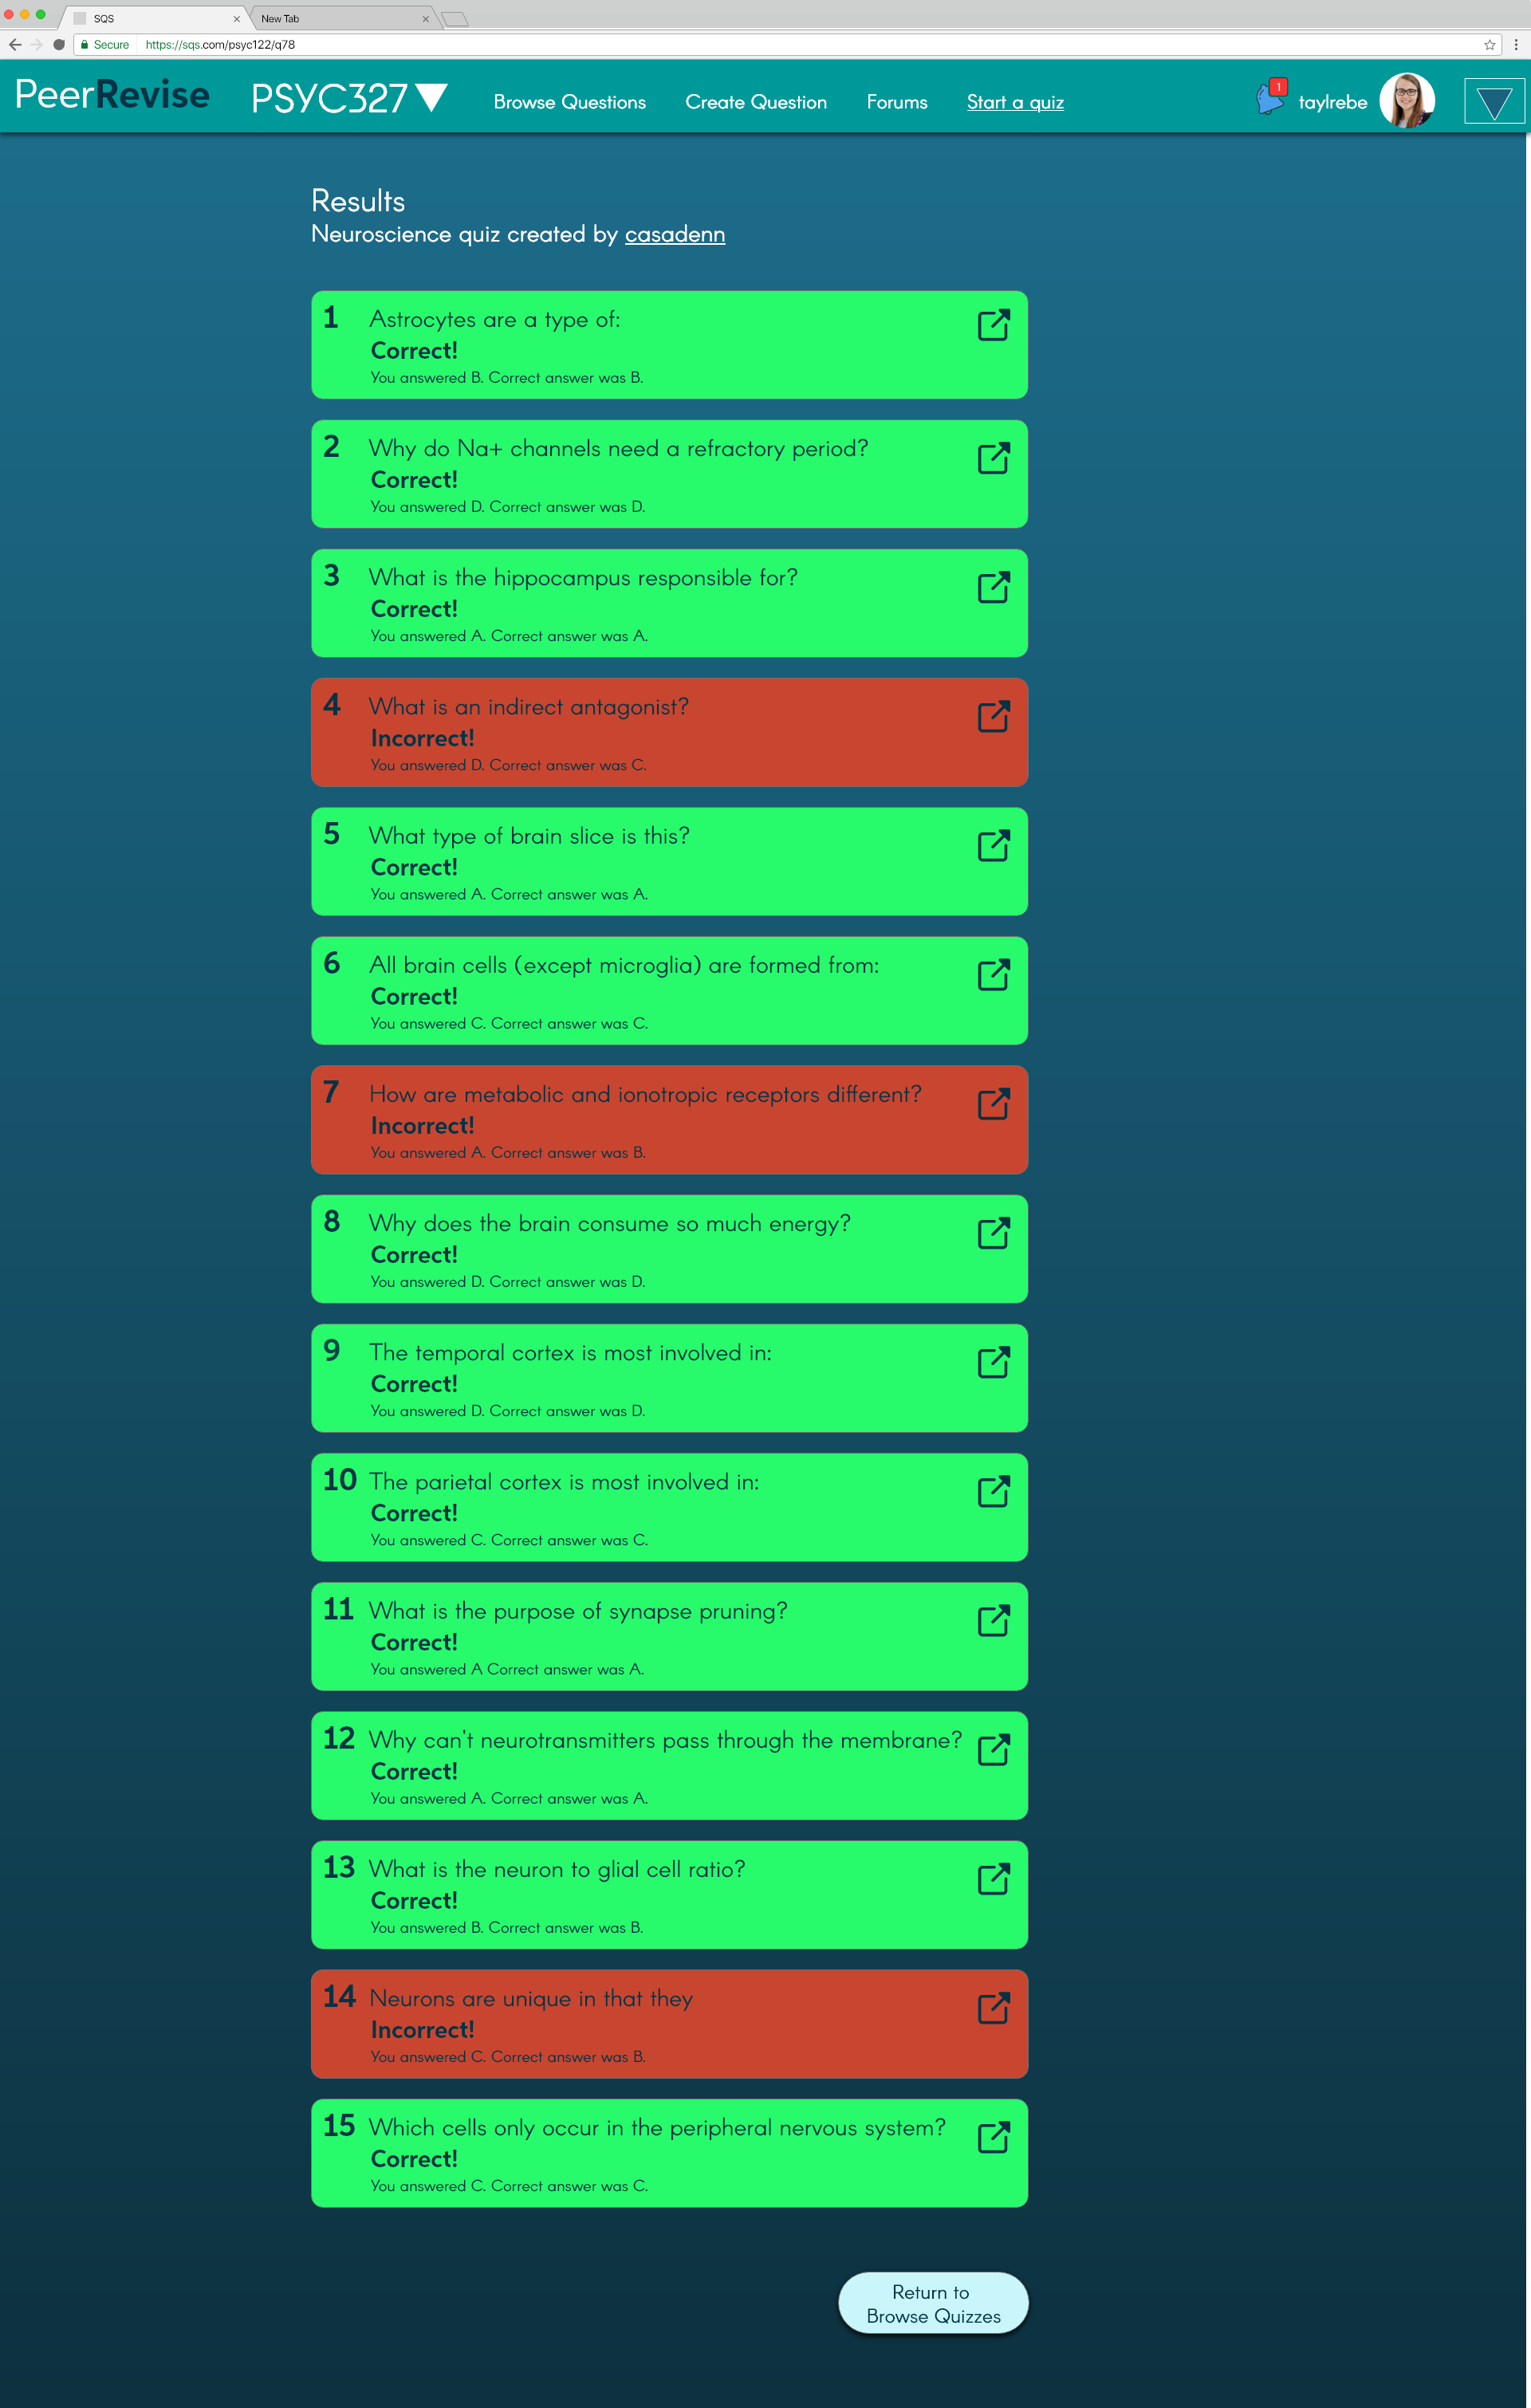 SQS
New Tab
Secure https://sqs.com/psyc122/q78
PeerRevise PSYC327 Browse Questions Create Question Forums Start a quiz 1 taylrebe
Results
Neuroscience quiz created by casadenn
1 Astrocytes are a type of:
Correct!
You answered B. Correct answer was B.
2 Why do Na+ channels need a refractory period?
Correct!
You answered D. Correct answer was D.
3 What is the hippocampus responsible for?
Correct!
You answered A. Correct answer was A.
4 What is an indirect antagonist?
Incorrect!
You answered D. Correct answer was C.
5 What type of brain slice is this?
Correct!
You answered A. Correct answer was A.
6 All brain cells (except microglia) are formed from:
Correct!
You answered C. Correct answer was C.
7 How are metabolic and ionotropic receptors different?
Incorrect!
You answered A. Correct answer was B.
8 Why does the brain consume so much energy?
Correct!
You answered D. Correct answer was D.
9 The temporal cortex is most involved in:
Correct!
You answered D. Correct answer was D.
10 The parietal cortex is most involved in:
Correct!
You answered C. Correct answer was C.
11 What is the purpose of synapse pruning?
Correct!
You answered A Correct answer was A.
12 Why can't neurotransmitters pass through the membrane?
Correct!
You answered A. Correct answer was A.
13 What is the neuron to glial cell ratio?
Correct!
You answered B. Correct answer was B.
14 Neurons are unique in that they
Incorrect!
You answered C. Correct answer was B.
15 Which cells only occur in the peripheral nervous system?
Correct!
You answered C. Correct answer was C.
Return to
Browse Quizzes